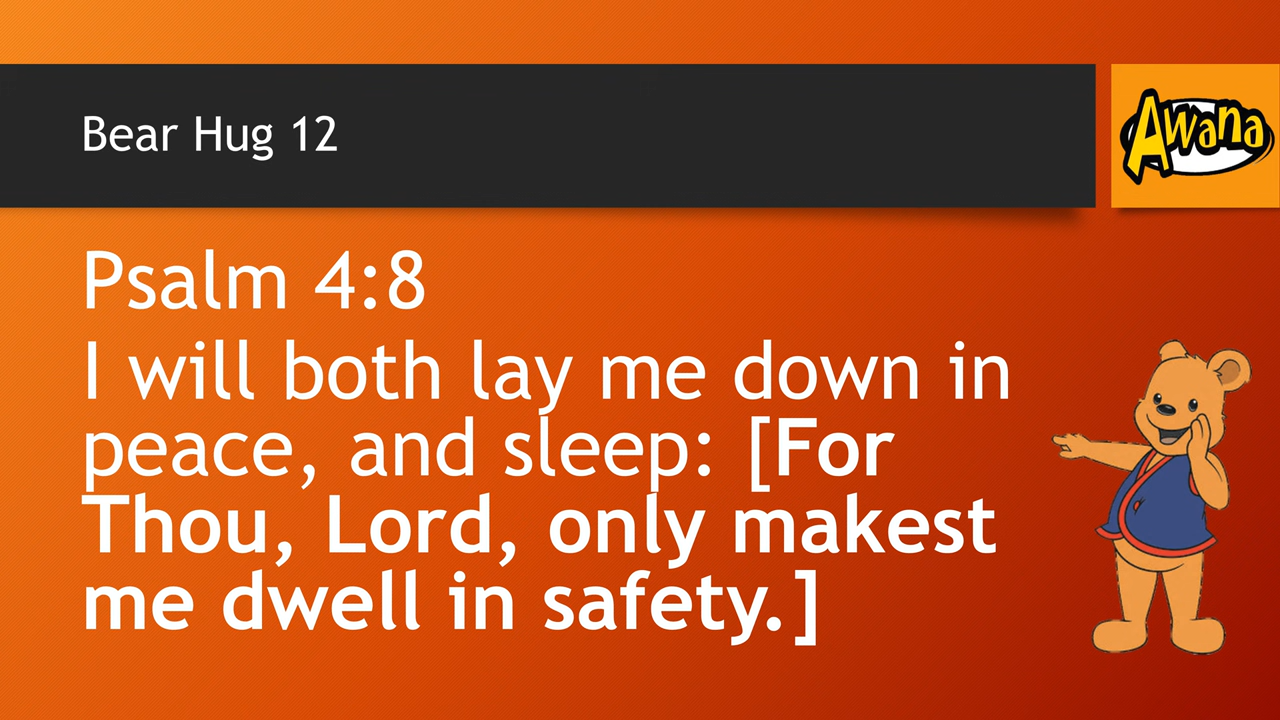 Bear Hug 12
Awana
Psalm 4:8
I will both lay me down in
peace, and sleep: [For
Thou, Lord, only makest
me dwell in safety.]